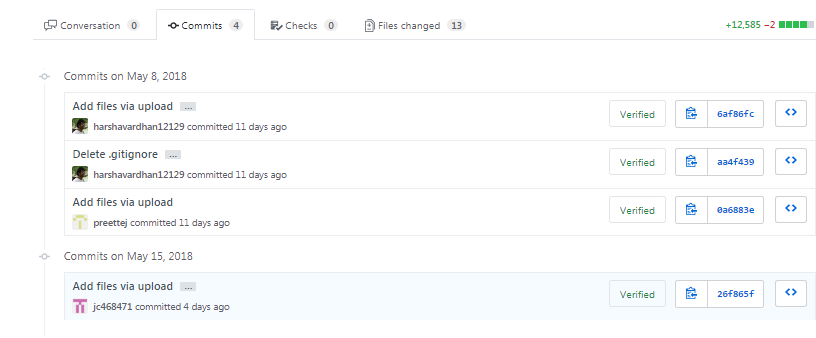 Conversation 0 Commits 4 Checks 0 Files changed 13 +12,585 −2
Commits on May 8, 2018
Add files via upload ...
Verified 6af86fc
harshavardhan12129 committed 11 days ago
Delete .gitignore ...
Verified aa4f439
harshavardhan12129 committed 11 days ago
Add files via upload
Verified 0a6883e
preettej committed 11 days ago
Commits on May 15, 2018
Add files via upload ...
Verified 26f865f
jc468471 committed 4 days ago